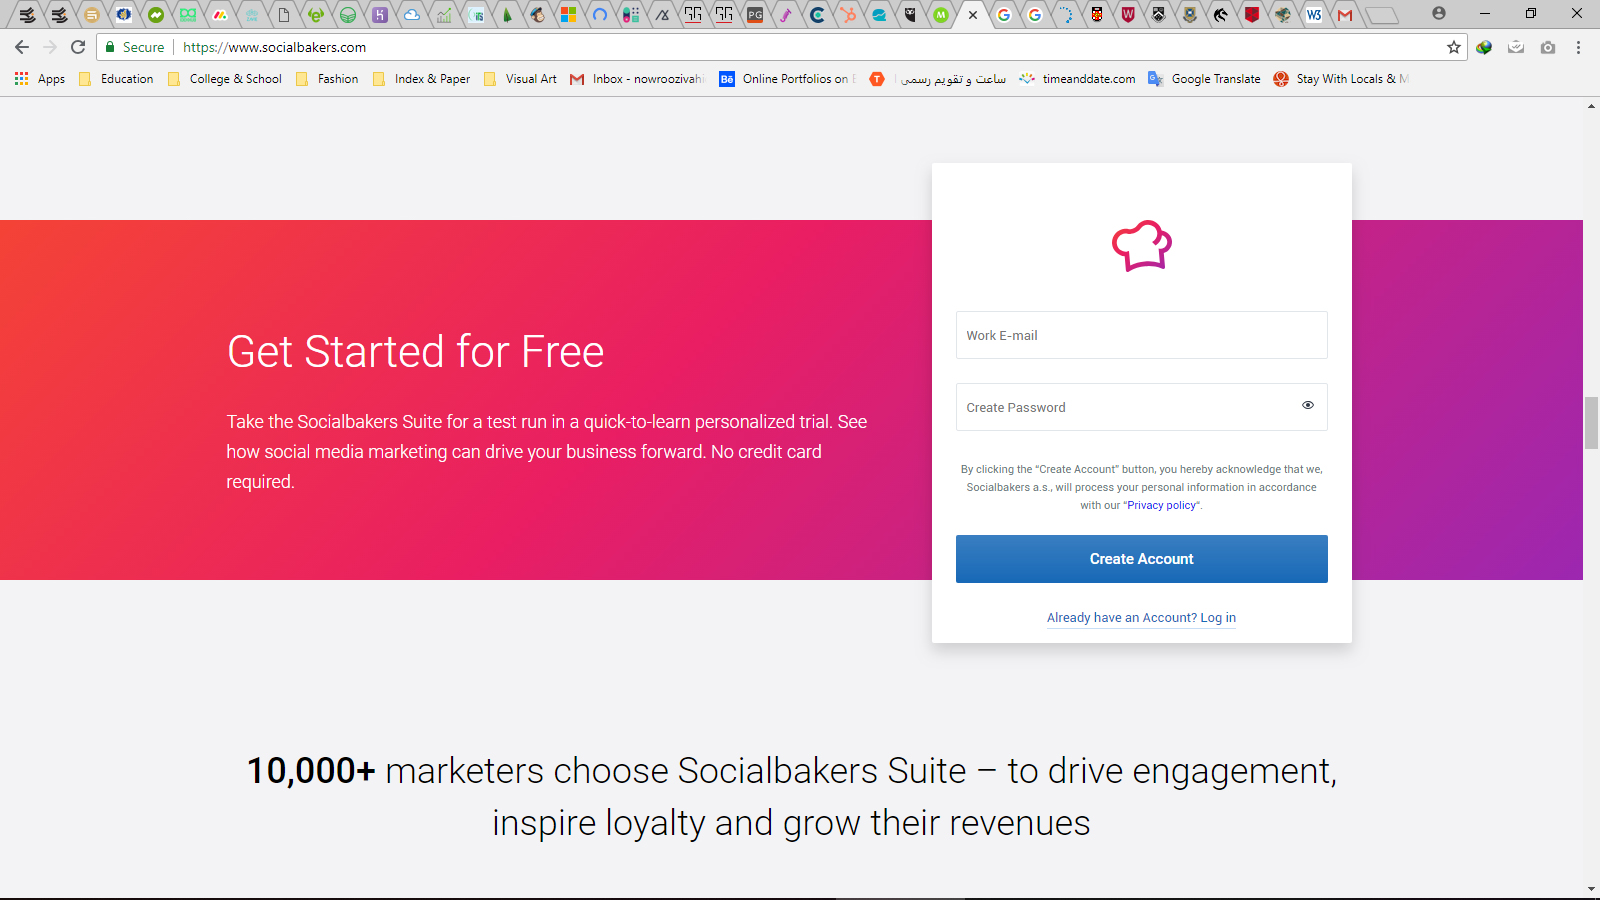 Secure
https://www.socialbakers.com
Apps
Education
College & School
Fashion
Index & Paper
Visual Art
Inbox - nowroozivahi
Online Portfolios on
ساعت و تقویم رسمی
timeanddate.com
Google Translate
Stay With Locals & M
Get Started for Free
Take the Socialbakers Suite for a test run in a quick-to-learn personalized trial. See
how social media marketing can drive your business forward. No credit card
required.
Work E-mail
Create Password
By clicking the “Create Account” button, you hereby acknowledge that we,
Socialbakers a.s., will process your personal information in accordance
with our “Privacy policy“.
Create Account
Already have an Account? Log in
10,000+ marketers choose Socialbakers Suite – to drive engagement,
inspire loyalty and grow their revenues